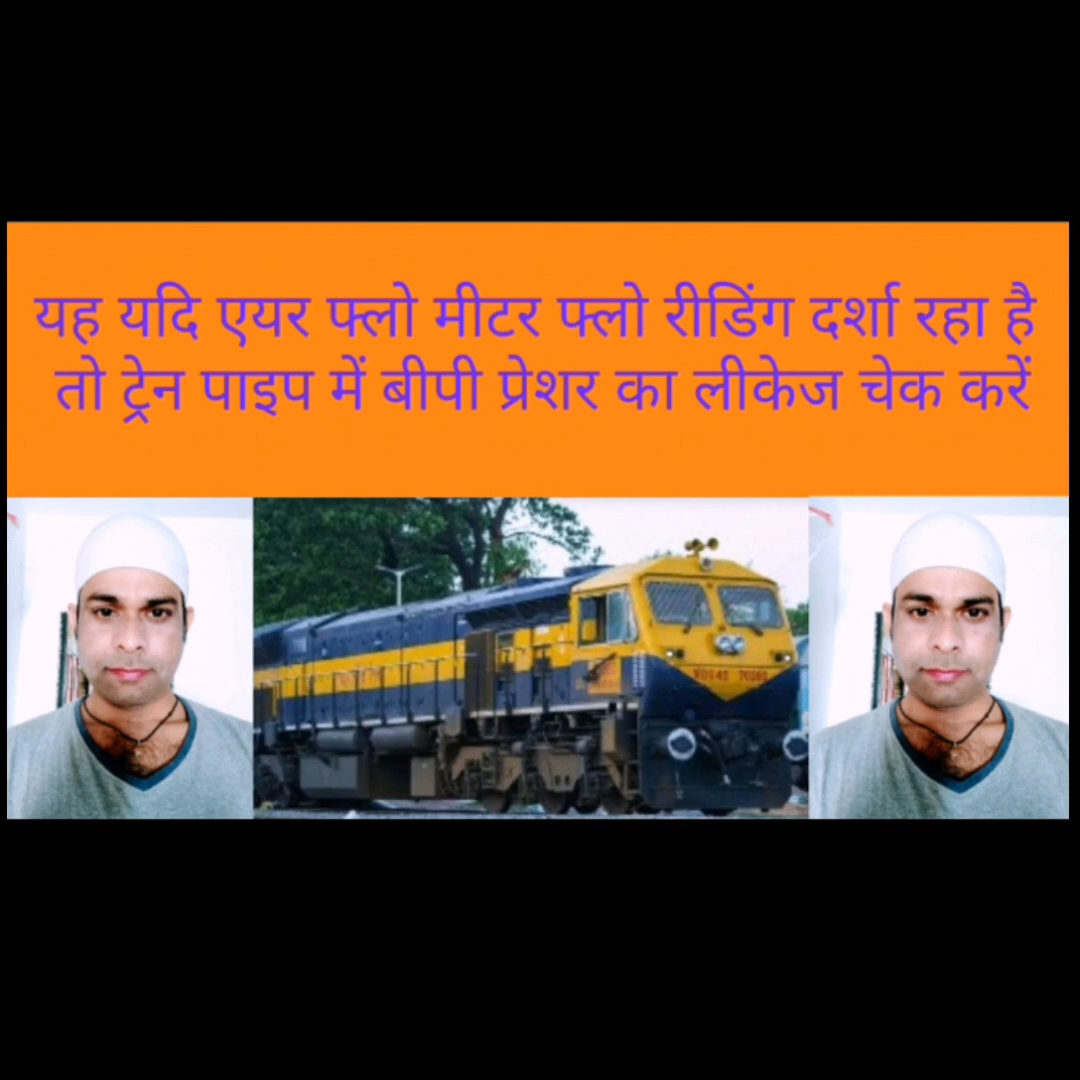 यह यदि एयर फ्लो मीटर फ्लो रीडिंग दर्शा रहा है
तो ट्रेन पाइप में बीपी प्रेशर का लीकेज चेक करें